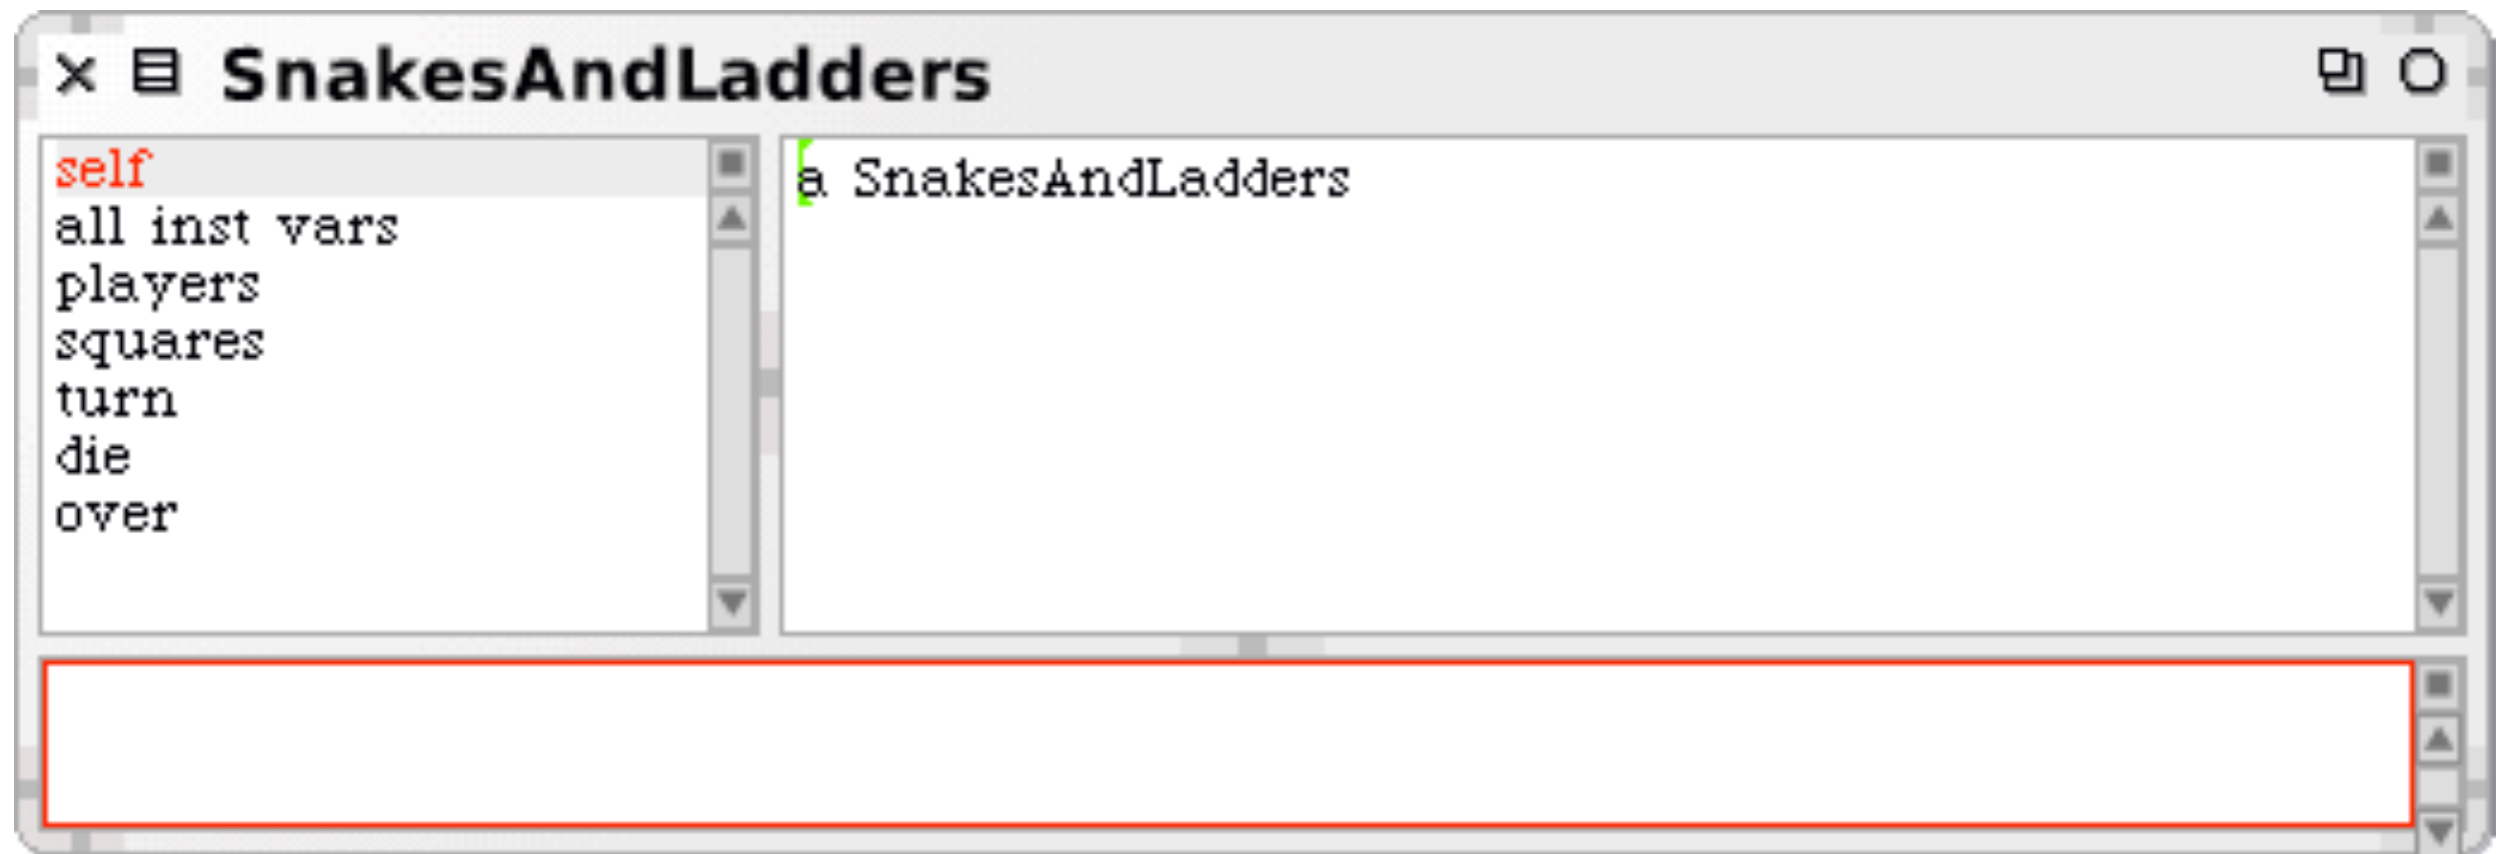 SnakesAndLadders
self
all inst vars
players
squares
turn
die
over
a SnakesAndLadders